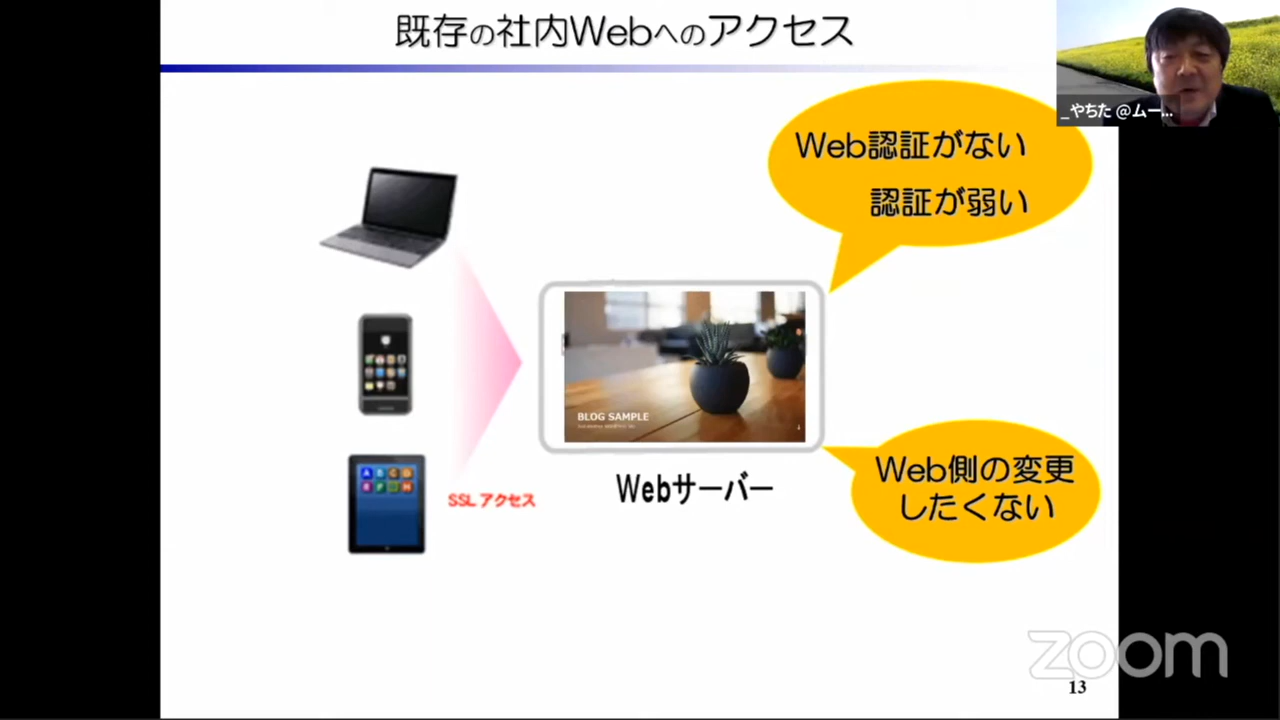 既存の社内Webへのアクセス
_やちた @ムー...
Web認証がない
認証が弱い
BLOG SAMPLE
Webサーバー
SSL アクセス
Web側の変更
したくない
zoom
13